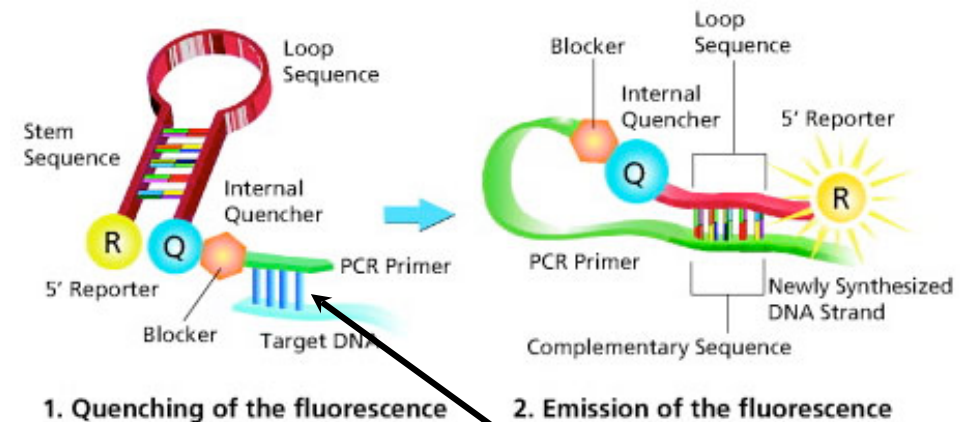 Loop
Sequence
Stem
Sequence
Internal
Quencher
R
Q
PCR Primer
5' Reporter
Blocker
Target DNA
1. Quenching of the fluorescence
Loop
Sequence
Blocker
Internal
Quencher
5' Reporter
Q
R
PCR Primer
Newly Synthesized
DNA Strand
Complementary Sequence
2. Emission of the fluorescence